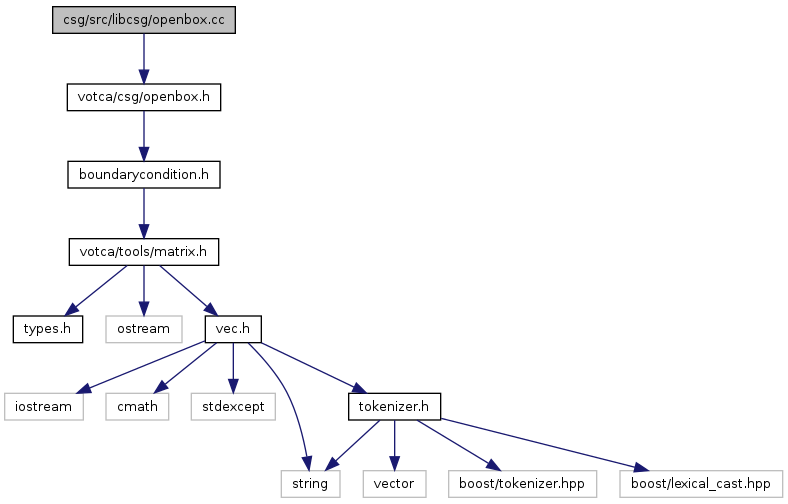 csg/src/libcsg/openbox.cc
votca/csg/openbox.h
boundarycondition.h
votca/tools/matrix.h
types.h
ostream
vec.h
iostream
cmath
stdexcept
tokenizer.h
string
vector
boost/tokenizer.hpp
boost/lexical_cast.hpp